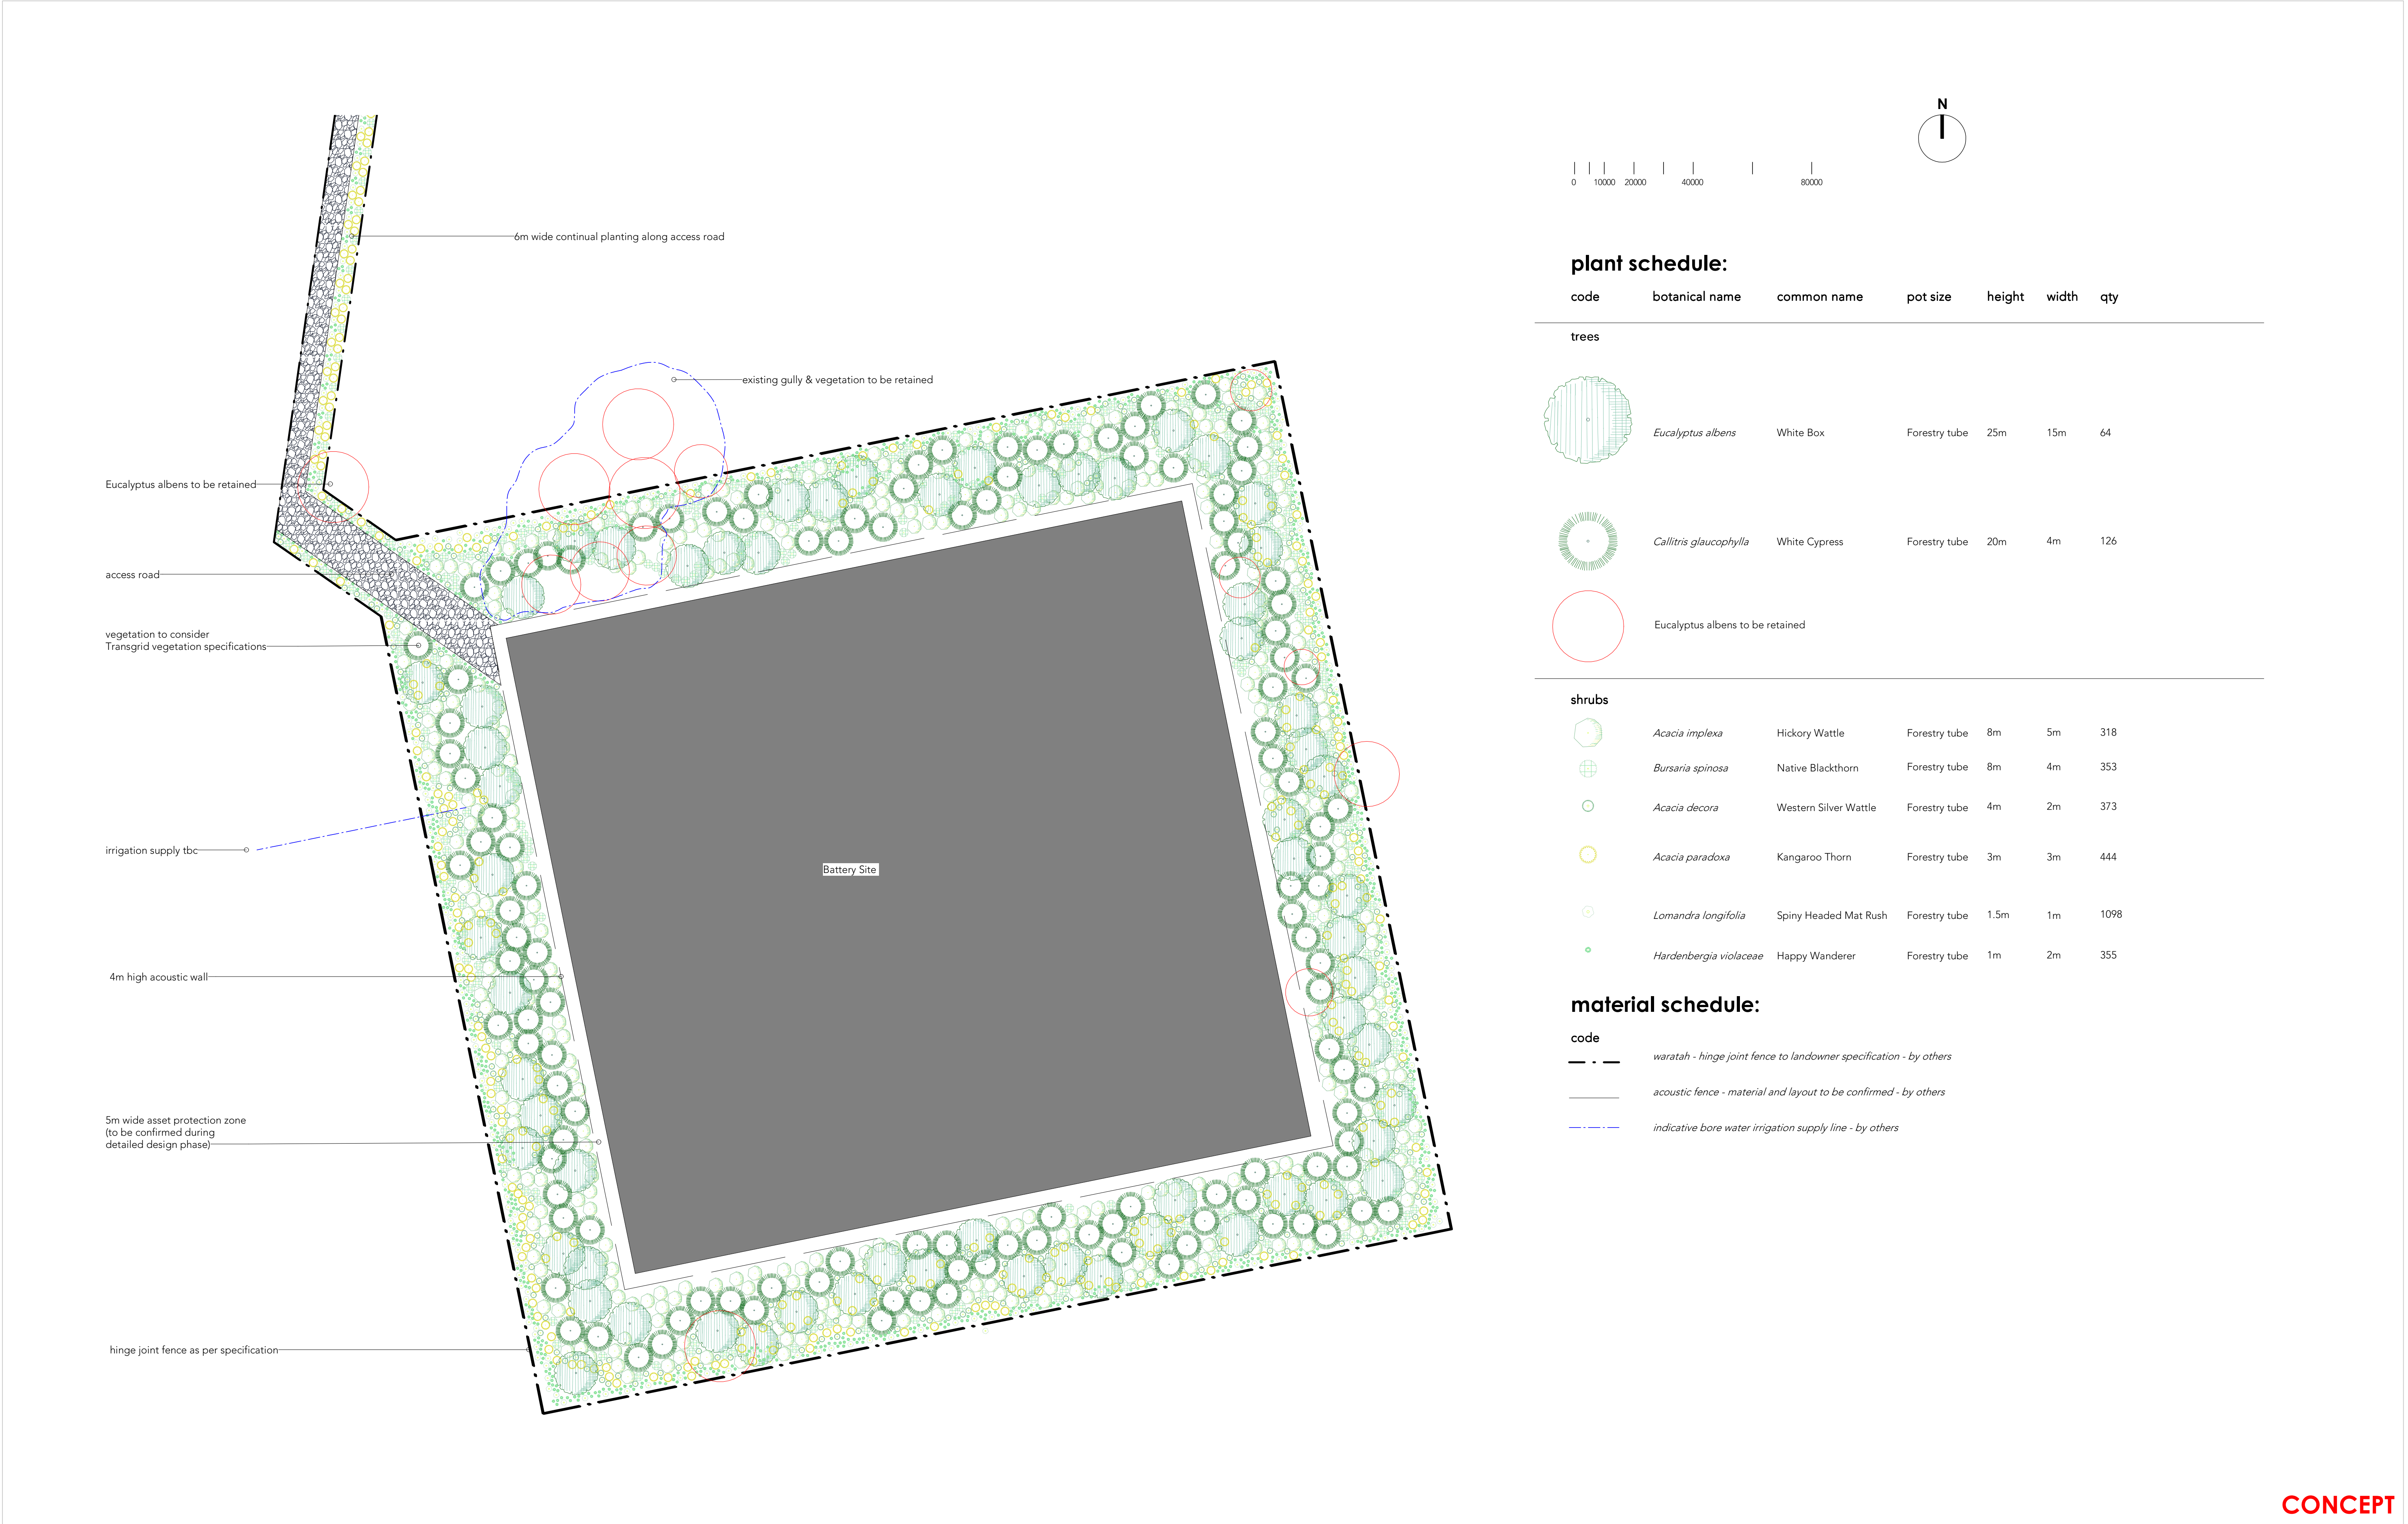 N
0 10000 20000 40000 80000
6m wide continual planting along access road
existing gully & vegetation to be retained
Eucalyptus albens to be retained
access road
vegetation to consider
Transgrid vegetation specifications
irrigation supply tbc
Battery Site
4m high acoustic wall
5m wide asset protection zone
(to be confirmed during
detailed design phase)
hinge joint fence as per specification
plant schedule:
code botanical name common name pot size height width qty
trees
Eucalyptus albens White Box Forestry tube 25m 15m 64
Callitris glaucophylla White Cypress Forestry tube 20m 4m 126
Eucalyptus albens to be retained
shrubs
Acacia implexa Hickory Wattle Forestry tube 8m 5m 318
Bursaria spinosa Native Blackthorn Forestry tube 8m 4m 353
Acacia decora Western Silver Wattle Forestry tube 4m 2m 373
Acacia paradoxa Kangaroo Thorn Forestry tube 3m 3m 444
Lomandra longifolia Spiny Headed Mat Rush Forestry tube 1.5m 1m 1098
Hardenbergia violaceae Happy Wanderer Forestry tube 1m 2m 355
material schedule:
code
waratah - hinge joint fence to landowner specification - by others
acoustic fence - material and layout to be confirmed - by others
indicative bore water irrigation supply line - by others
CONCEPT